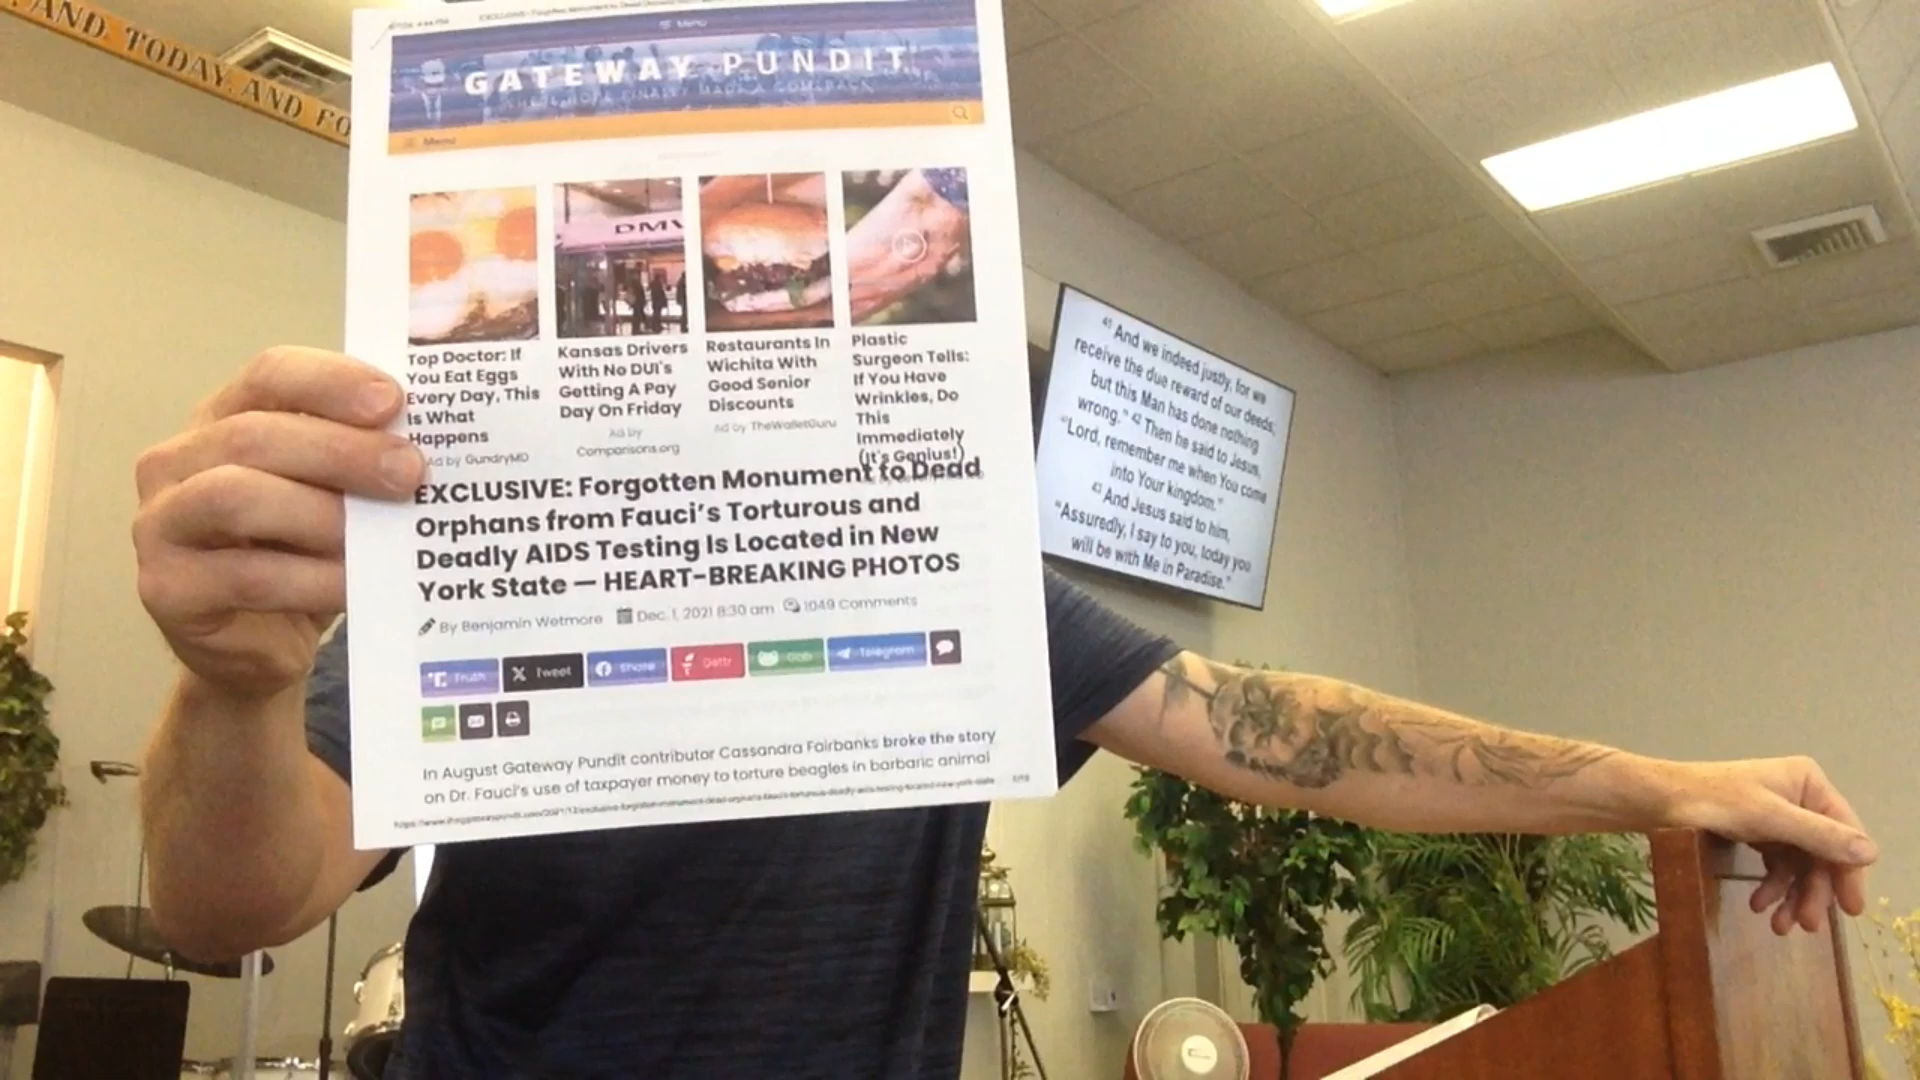 AND TODAY, AND FO
Menu
GATEWAY PUNDIT
Menu
DMV
Top Doctor: If
You Eat Eggs
Every Day, This
Is What
Happens
Ad by GundryMD
Kansas Drivers
With No DUI's
Getting A Pay
Day On Friday
Ad by
Comparisons.org
Restaurants In
Wichita With
Good Senior
Discounts
Ad by TheWalletGuru
Plastic
Surgeon Tells:
If You Have
Wrinkles, Do
This
Immediately
(It's Genius!)
EXCLUSIVE: Forgotten Monument to Dead
Orphans from Fauci's Torturous and
Deadly AIDS Testing Is Located in New
York State — HEART-BREAKING PHOTOS
By Benjamin Wetmore Dec. 1, 2021 8:30 am 1049 Comments
Truth Tweet Share Gettr Gab Telegram
In August Gateway Pundit contributor Cassandra Fairbanks broke the story
on Dr. Fauci's use of taxpayer money to torture beagles in barbaric animal
41 And we indeed justly, for we
receive the due reward of our deeds;
but this Man has done nothing
wrong." 42 Then he said to Jesus,
"Lord, remember me when You come
into Your kingdom."
43 And Jesus said to him,
"Assuredly, I say to you, today you
will be with Me in Paradise."